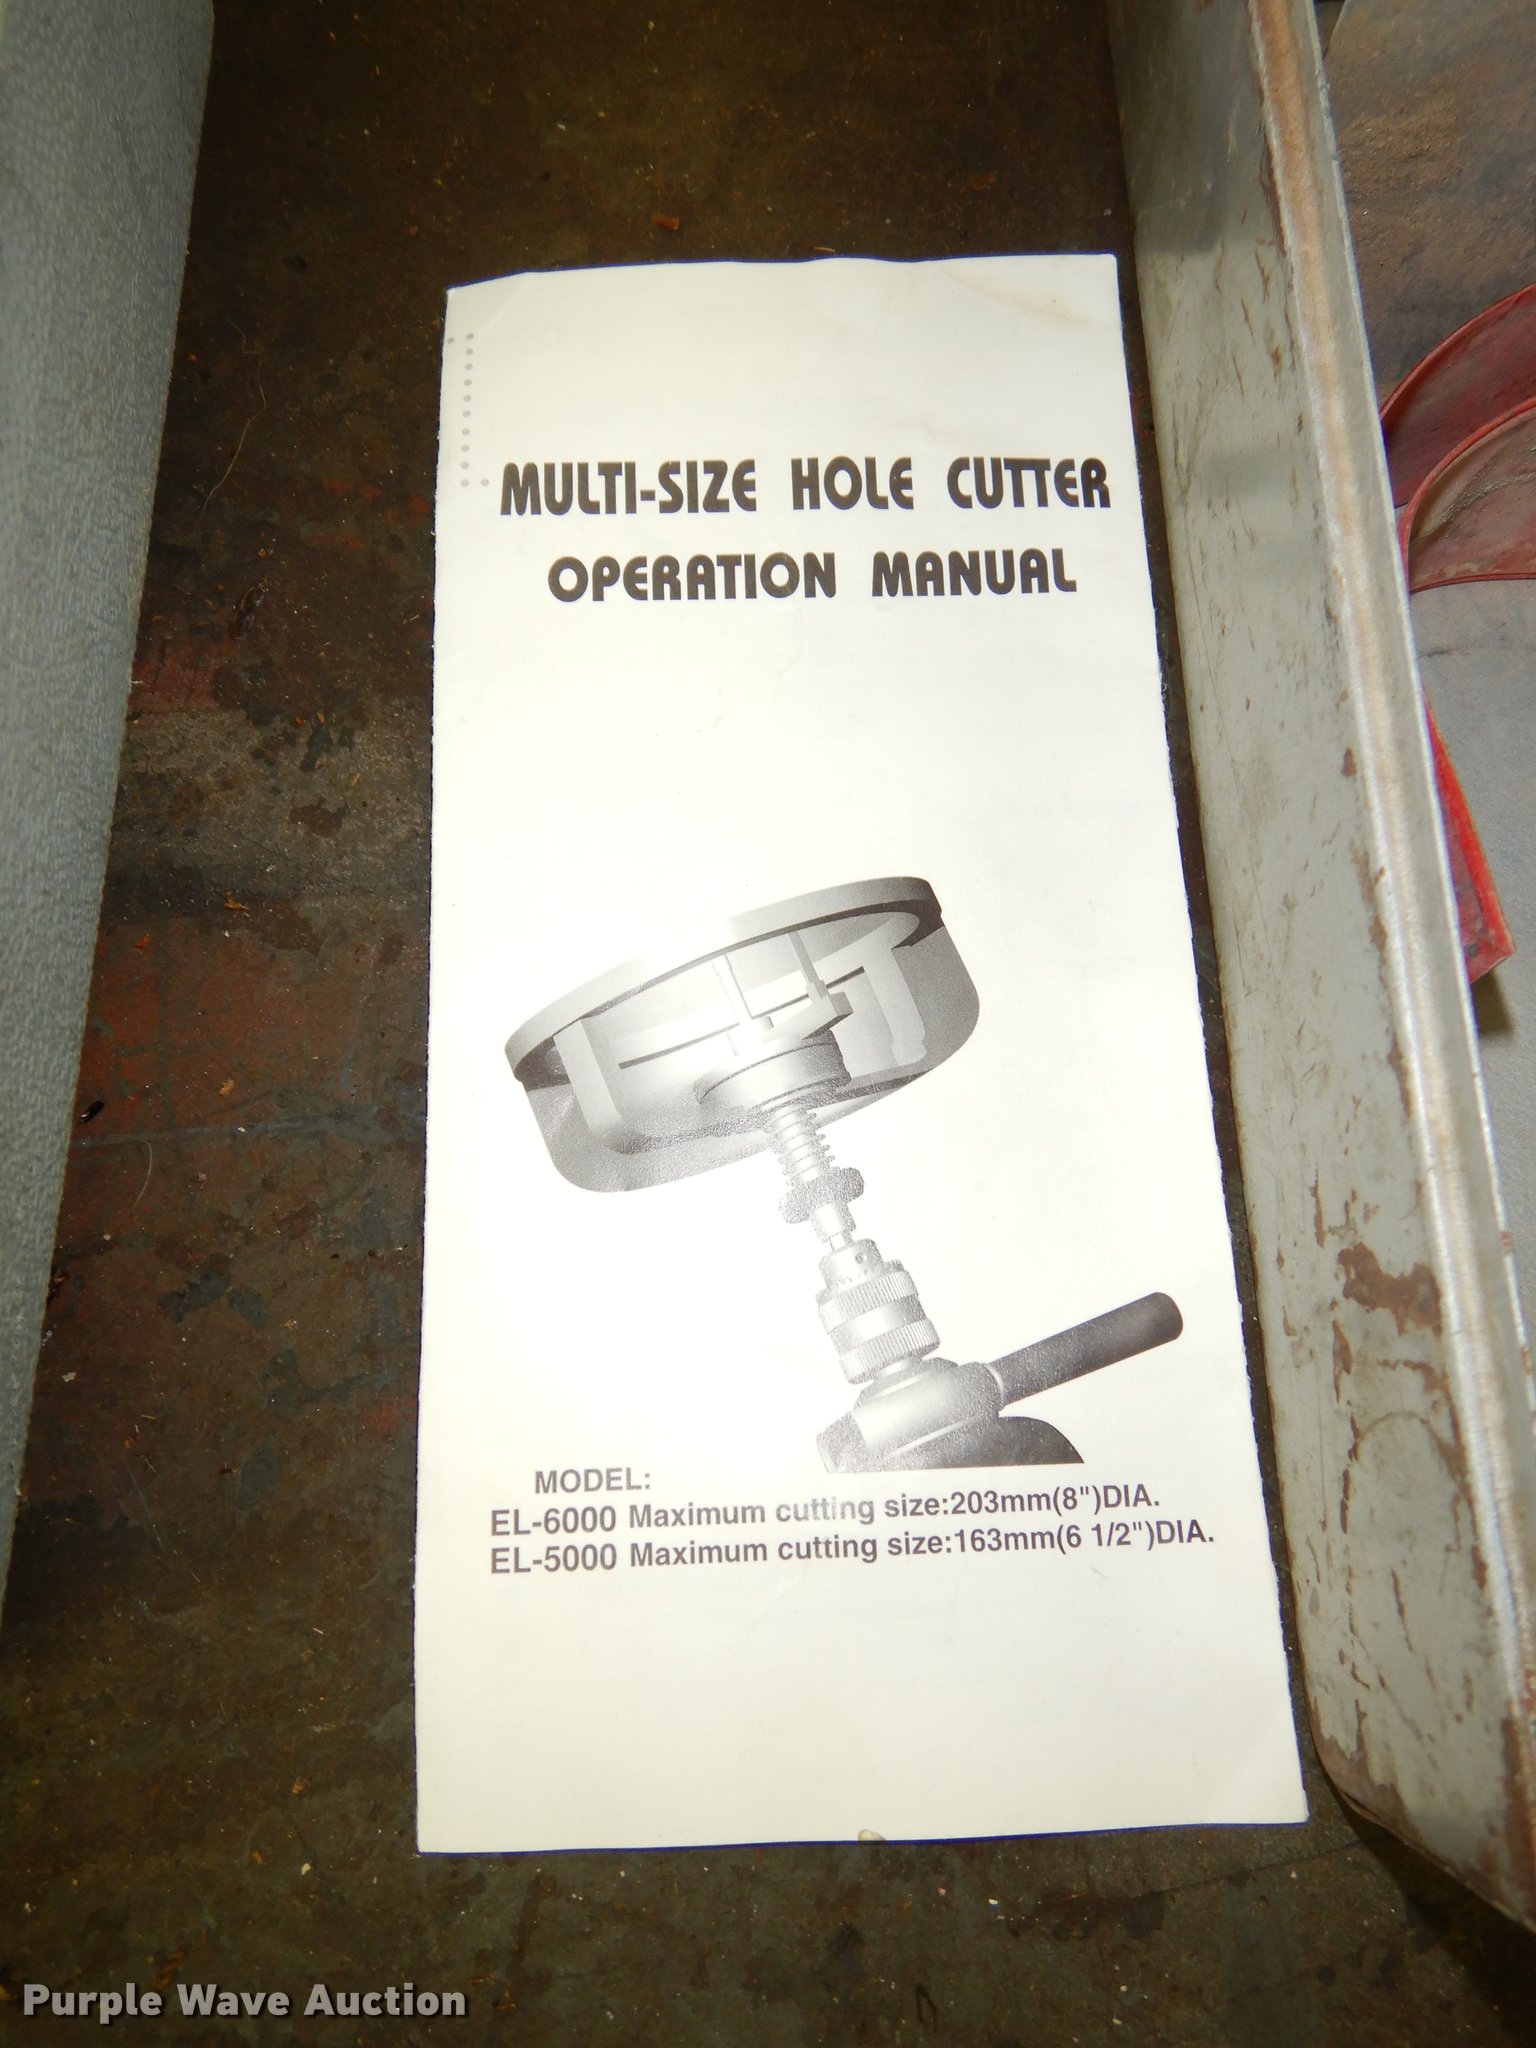 MULTI-SIZE HOLE CUTTER
OPERATION MANUAL
MODEL:
EL-6000 Maximum cutting size:203mm(8")DIA.
EL-5000 Maximum cutting size:163mm(6 1/2")DIA.
Purple Wave Auction